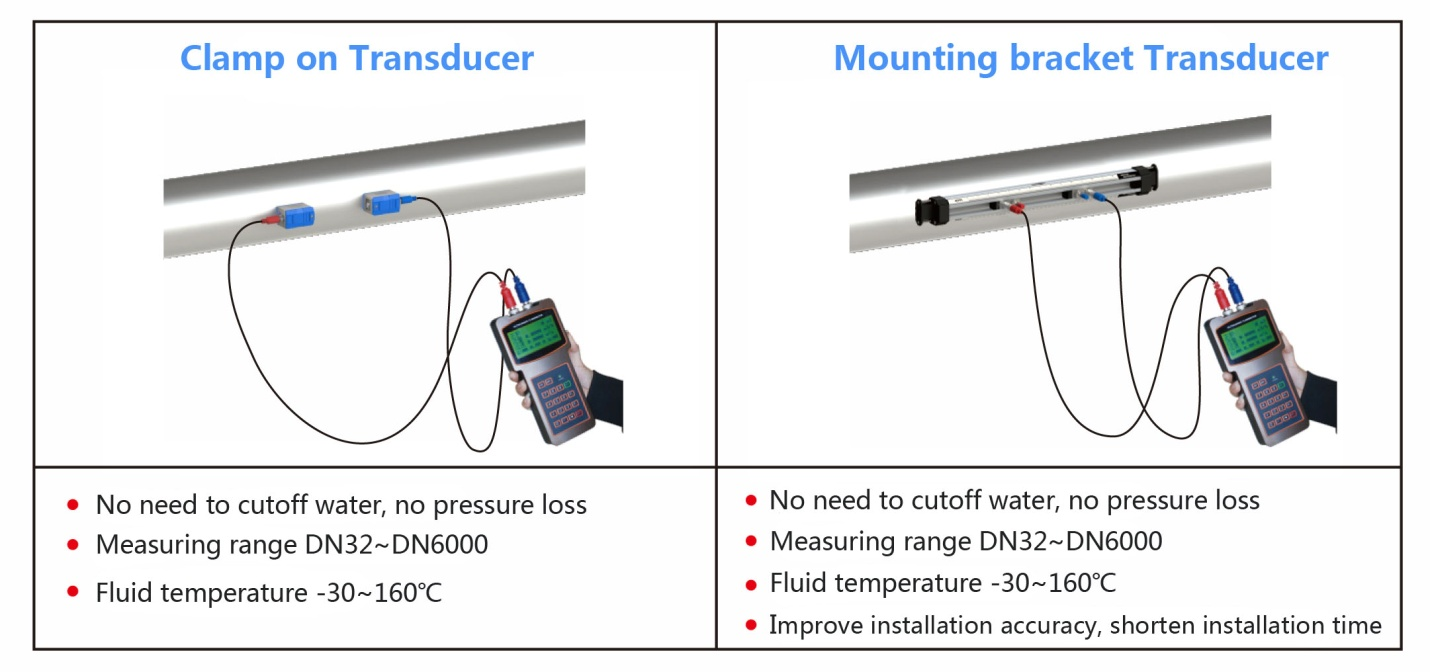 Clamp on Transducer
No need to cutoff water, no pressure loss
Measuring range DN32~DN6000
Fluid temperature -30~160℃
Mounting bracket Transducer
No need to cutoff water, no pressure loss
Measuring range DN32~DN6000
Fluid temperature -30~160℃
Improve installation accuracy, shorten installation time